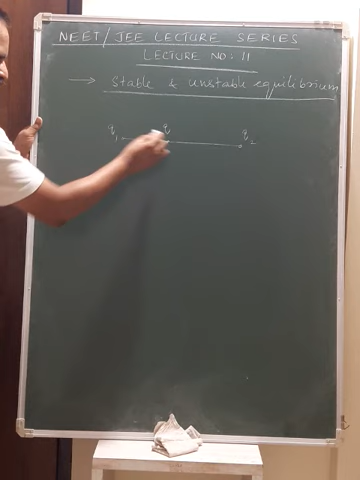 NEET/JEE LECTURE SERIES
LECTURE NO: 11
→ Stable & Unstable equilibrium
q₁ q q₂